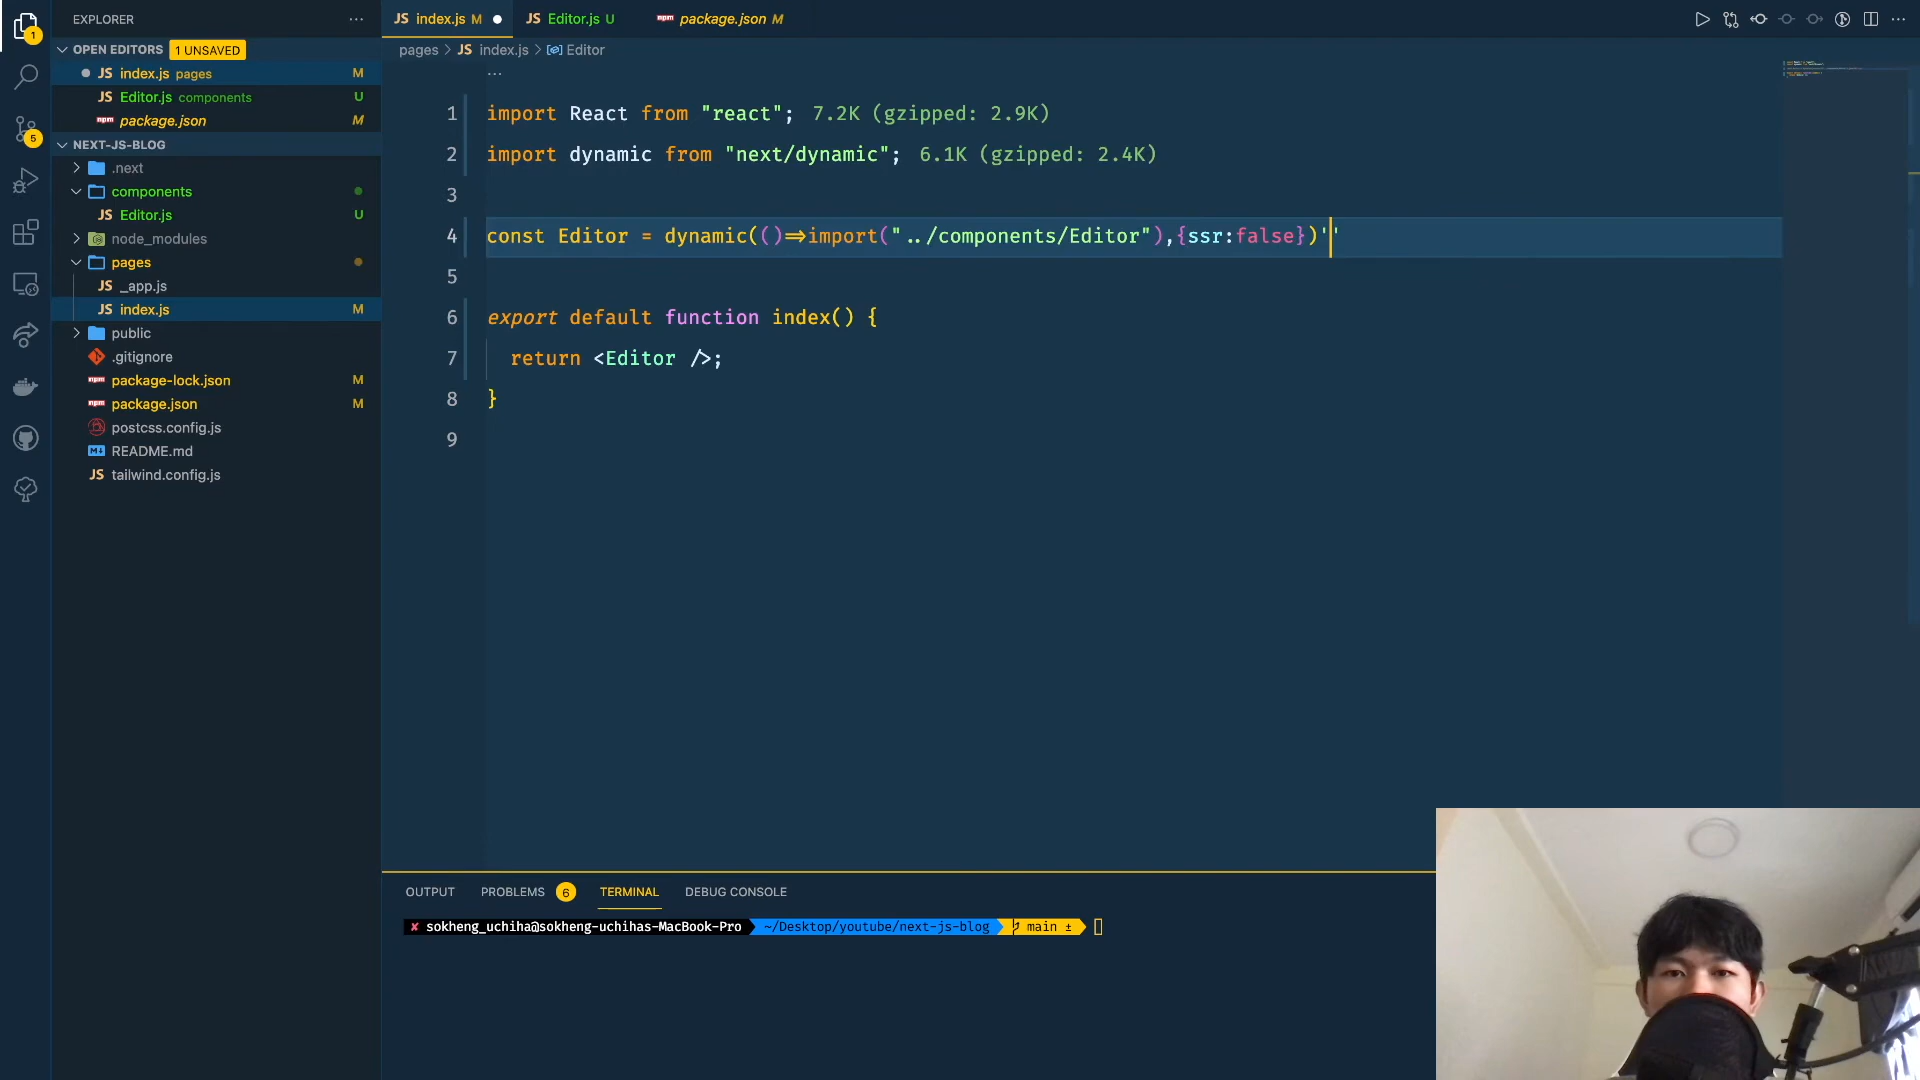 EXPLORER
OPEN EDITORS 1 UNSAVED
JS index.js pages M
JS Editor.js components U
npm package.json M
NEXT-JS-BLOG
.next
components
JS Editor.js U
node_modules
pages
JS _app.js
JS index.js M
public
.gitignore
npm package-lock.json M
npm package.json M
postcss.config.js
README.md
JS tailwind.config.js
1
5
JS index.js M JS Editor.js U npm package.json M
pages > JS index.js > Editor
1 import React from "react"; 7.2K (gzipped: 2.9K)
2 import dynamic from "next/dynamic"; 6.1K (gzipped: 2.4K)
3
4 const Editor = dynamic(()=>import("../components/Editor"),{ssr:false})''
5
6 export default function index() {
7 return <Editor />;
8 }
9
OUTPUT PROBLEMS 6 TERMINAL DEBUG CONSOLE
✘ sokheng_uchiha@sokheng-uchihas-MacBook-Pro ~/Desktop/youtube/next-js-blog main ±